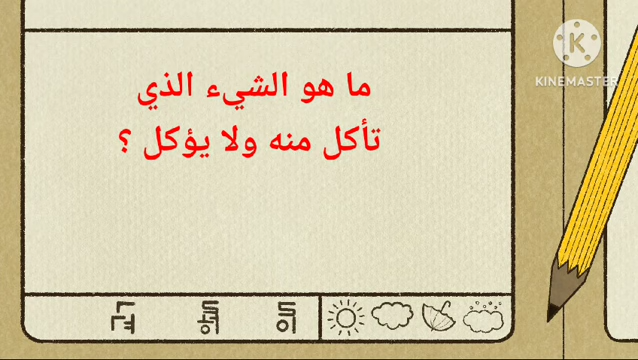 ما هو الشيء الذي
تأكل منه ولا يؤكل ؟
KINEMASTER